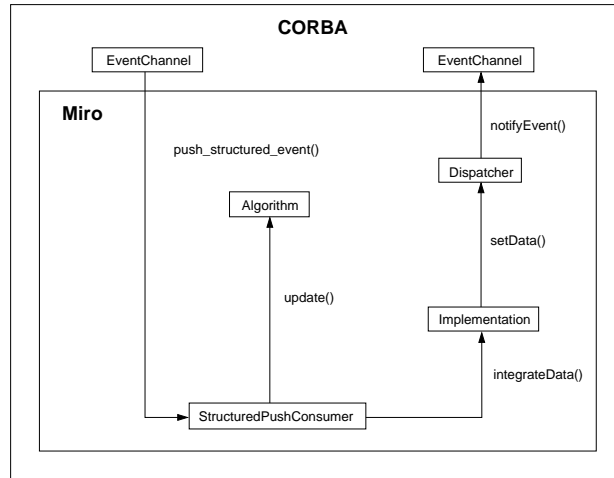 CORBA
EventChannel
EventChannel
Miro
notifyEvent()
push_structured_event()
Dispatcher
Algorithm
setData()
update()
Implementation
integrateData()
StructuredPushConsumer